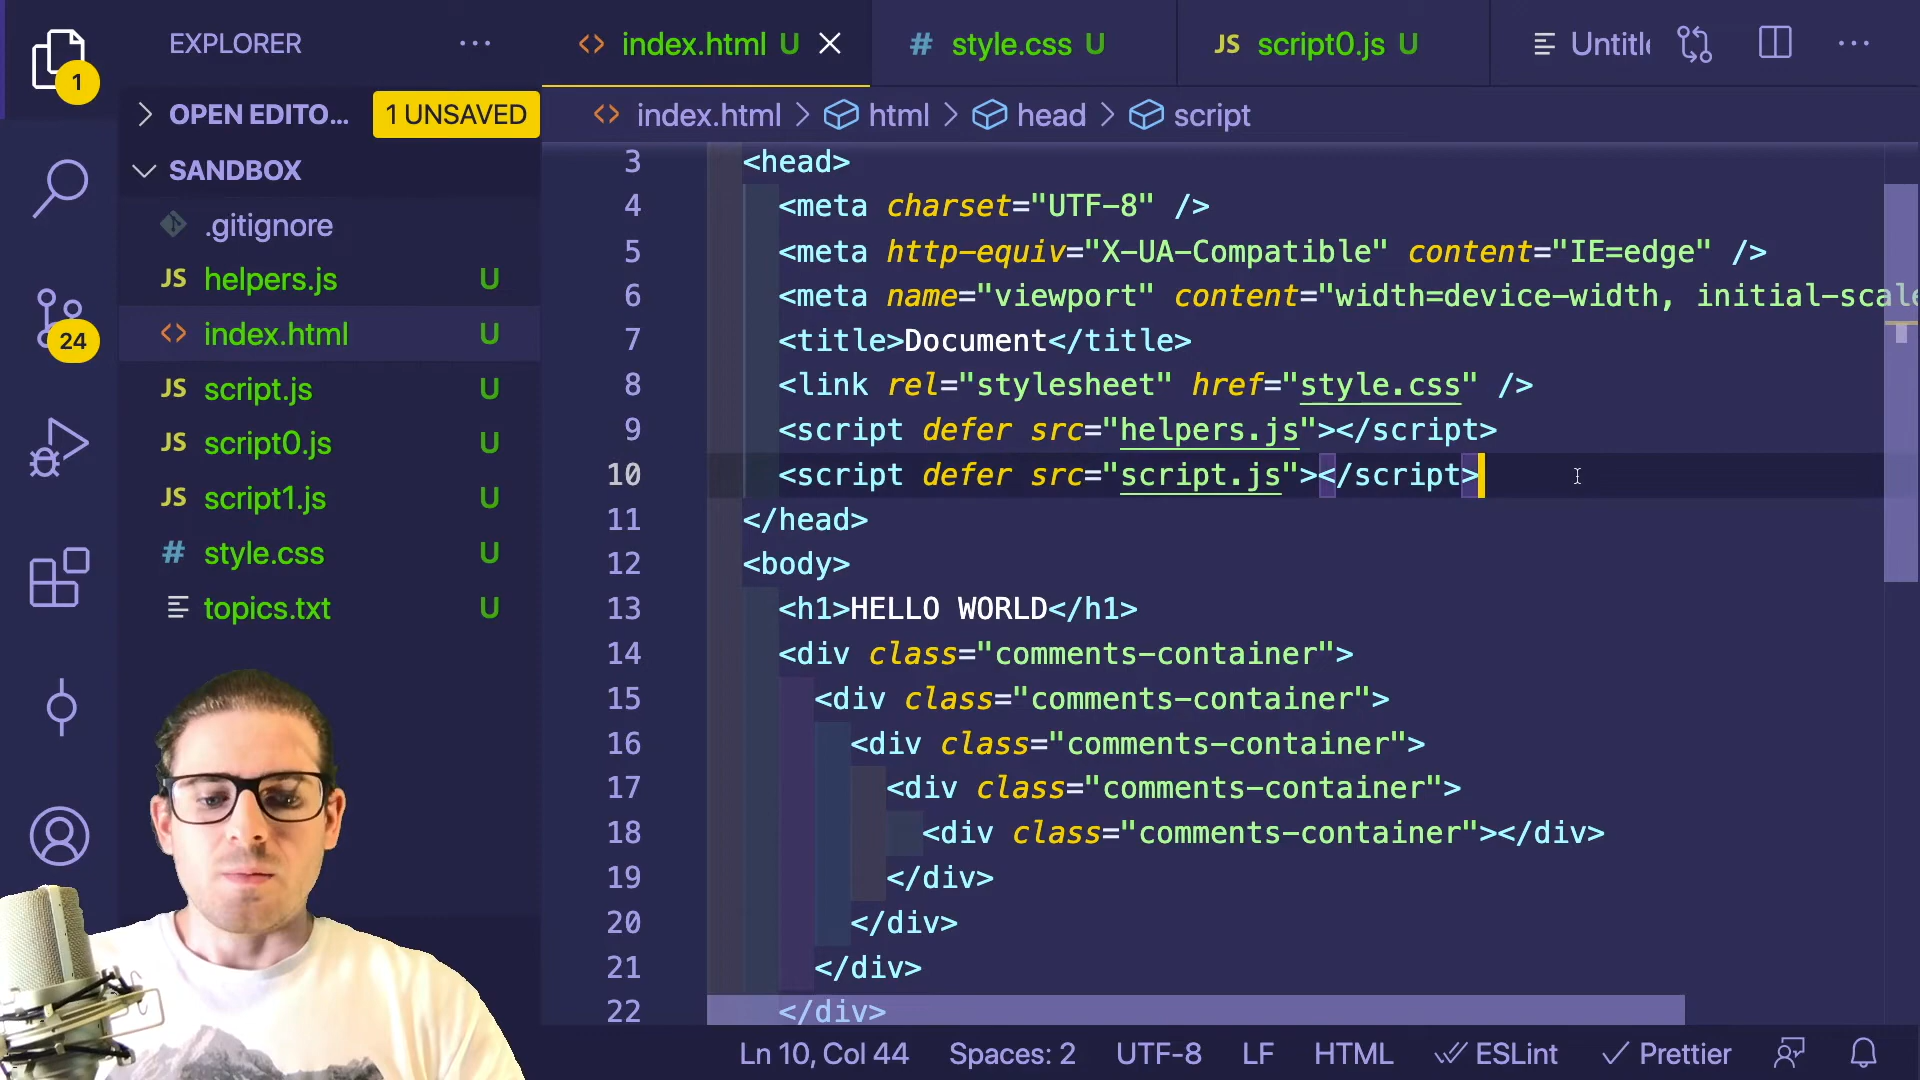 EXPLORER
1
OPEN EDITO...
1 UNSAVED
SANDBOX
.gitignore
JS helpers.js U
<> index.html U
JS script.js U
JS script0.js U
JS script1.js U
# style.css U
topics.txt U
24
<> index.html U
# style.css U
JS script0.js U
Untitl
<> index.html > html > head > script
3 <head>
4 <meta charset="UTF-8" />
5 <meta http-equiv="X-UA-Compatible" content="IE=edge" />
6 <meta name="viewport" content="width=device-width, initial-scale
7 <title>Document</title>
8 <link rel="stylesheet" href="style.css" />
9 <script defer src="helpers.js"></script>
10 <script defer src="script.js"></script>
11 </head>
12 <body>
13 <h1>HELLO WORLD</h1>
14 <div class="comments-container">
15 <div class="comments-container">
16 <div class="comments-container">
17 <div class="comments-container">
18 <div class="comments-container"></div>
19 </div>
20 </div>
21 </div>
22 </div>
Ln 10, Col 44 Spaces: 2 UTF-8 LF HTML ESLint Prettier